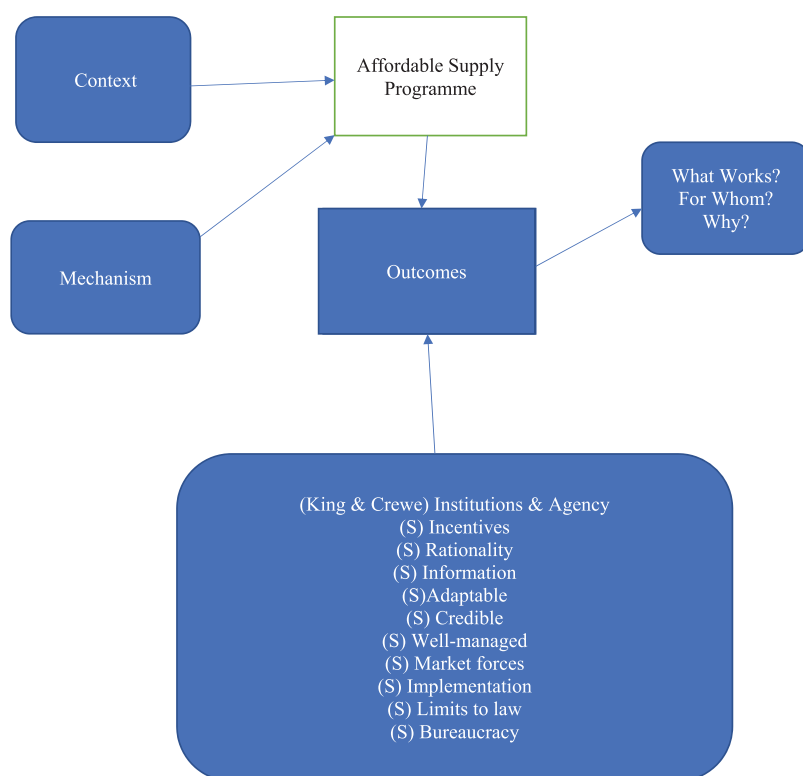 Context
Affordable Supply
Programme
What Works?
For Whom?
Why?
Mechanism
Outcomes
(King & Crewe) Institutions & Agency
(S) Incentives
(S) Rationality
(S) Information
(S)Adaptable
(S) Credible
(S) Well-managed
(S) Market forces
(S) Implementation
(S) Limits to law
(S) Bureaucracy